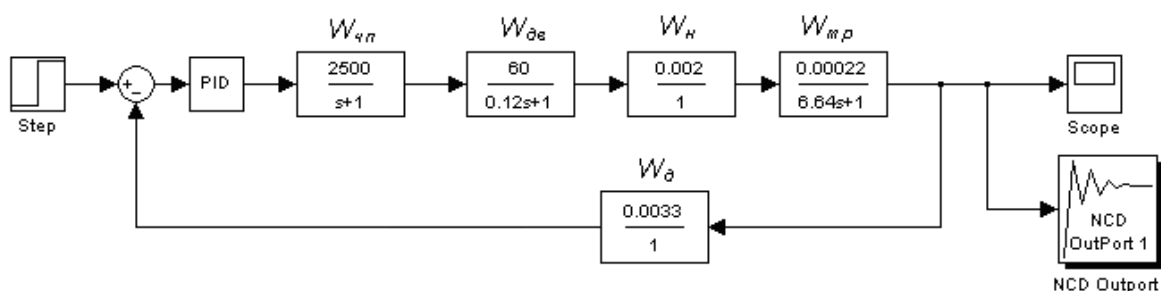 Wчп
Wдв
Wн
Wтр
Step
+
−
PID
2500
s+1
60
0.12s+1
0.002
1
0.00022
6.64s+1
Scope
Wд
0.0033
1
NCD
OutPort 1
NCD Outport